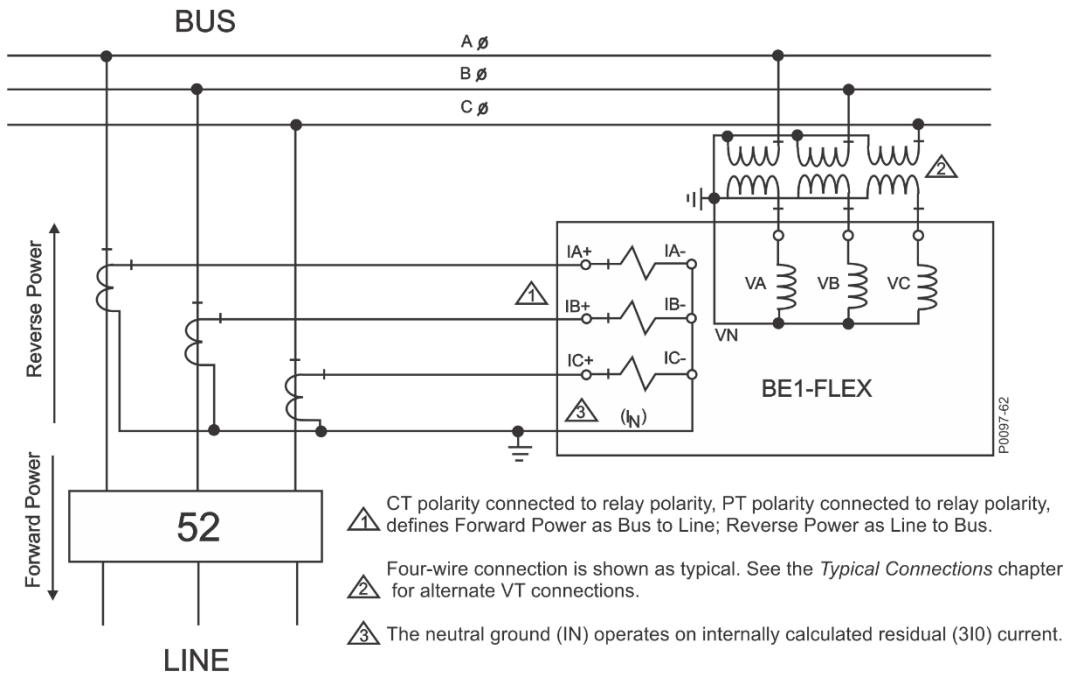 BUS
A ø
B ø
C ø
2
Reverse Power
Forward Power
1
IA+
IA-
IB+
IB-
IC+
IC-
3
(IN)
VA
VB
VC
VN
BE1-FLEX
P0097-62
52
LINE
1 CT polarity connected to relay polarity, PT polarity connected to relay polarity,
defines Forward Power as Bus to Line; Reverse Power as Line to Bus.
2 Four-wire connection is shown as typical. See the Typical Connections chapter
for alternate VT connections.
3 The neutral ground (IN) operates on internally calculated residual (3I0) current.